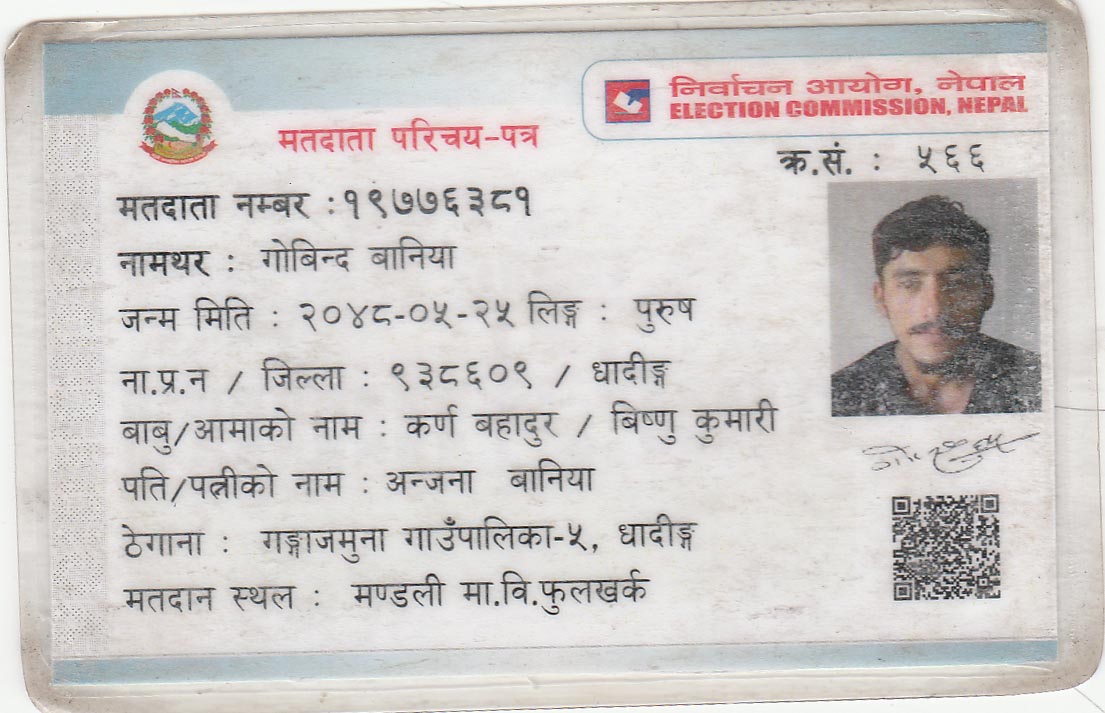 निर्वाचन आयोग, नेपाल
ELECTION COMMISSION, NEPAL
मतदाता परिचय-पत्र
क्र.सं. : ५६६
मतदाता नम्बर :१९७७६३८१
नामथर : गोबिन्द बानिया
जन्म मिति : २०४८-०५-२५ लिङ्ग : पुरुष
ना.प्र.न / जिल्ला : ९३८६०९ / धादीङ्ग
बाबु/आमाको नाम : कर्ण बहादुर / बिष्णु कुमारी
पति/पत्नीको नाम : अन्जना बानिया
ठेगाना : गङ्गाजमुना गाउँपालिका-५, धादीङ्ग
मतदान स्थल : मण्डली मा.वि.फुलखर्क